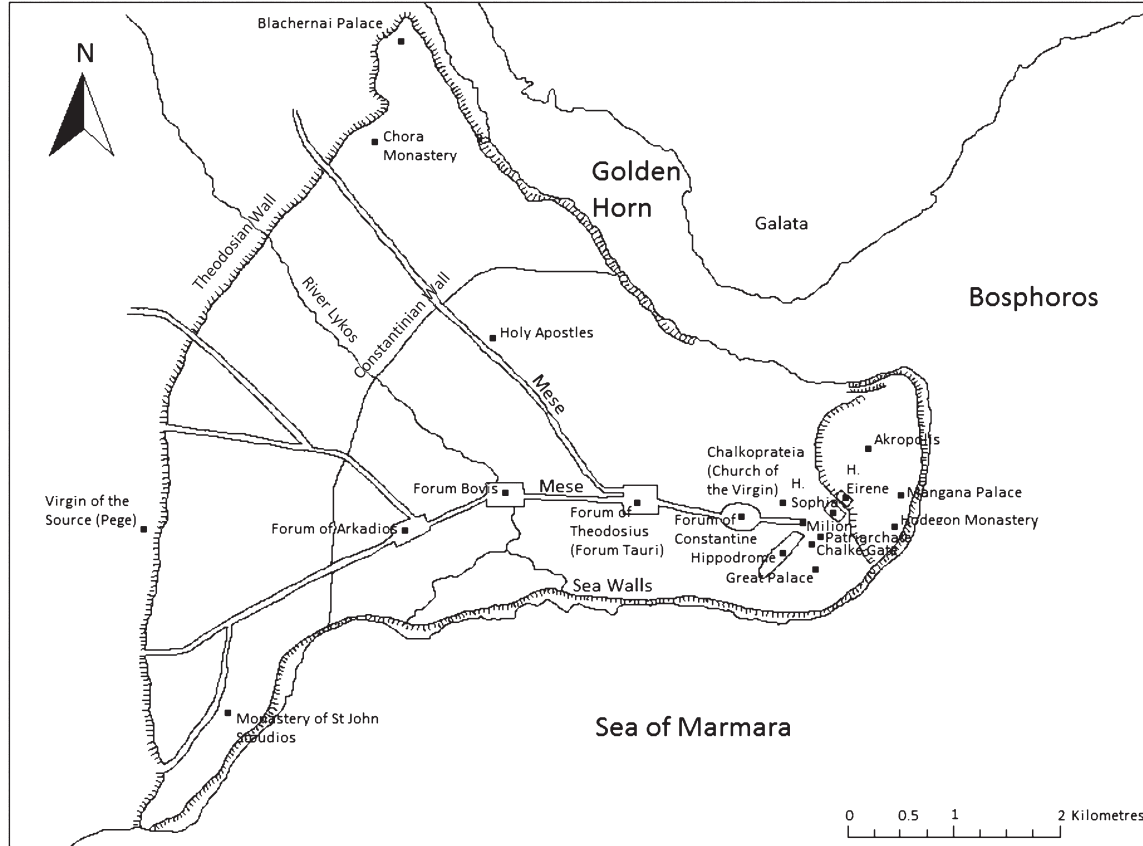 Blachernai Palace
N
Chora
Monastery
Golden
Horn
Galata
Theodosian Wall
River Lykos
Constantinian Wall
Bosphoros
Holy Apostles
Mese
Akropolis
Chalkoprateia
(Church of
the Virgin)
H.
Sophia
H.
Eirene
Mangana Palace
Forum Bovis
Mese
Virgin of the
Source (Pege)
Forum of Arkadios
Forum of
Theodosius
(Forum Tauri)
Forum of
Constantine
Milion
Hodegon Monastery
Patriarchate
Chalke Gate
Hippodrome
Great Palace
Sea Walls
Monastery of St John
Stoudios
Sea of Marmara
0 0.5 1 2 Kilometres